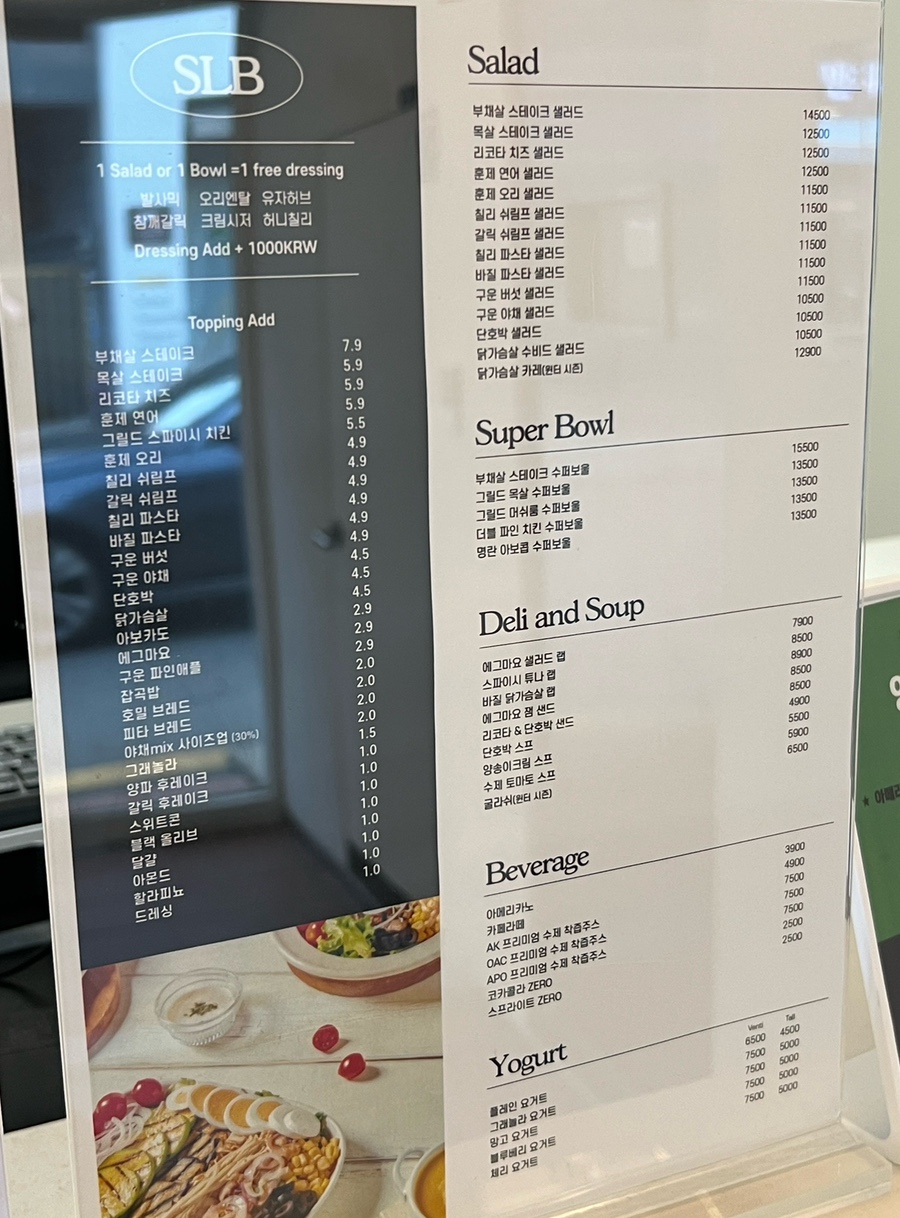 SLB
1 Salad or 1 Bowl =1 free dressing
발사믹 오리엔탈 유자허브
참깨갈릭 크림시저 허니칠리
Dressing Add + 1000KRW
Topping Add
부채살 스테이크 7.9
목살 스테이크 5.9
리코타 치즈 5.9
훈제 연어 5.9
그릴드 스파이시 치킨 5.5
훈제 오리 4.9
칠리 쉬림프 4.9
갈릭 쉬림프 4.9
칠리 파스타 4.9
바질 파스타 4.9
구운 버섯 4.9
구운 야채 4.5
단호박 4.5
닭가슴살 4.5
아보카도 2.9
에그마요 2.9
구운 파인애플 2.9
잡곡밥 2.0
호밀 브레드 2.0
피타 브레드 2.0
야채mix 사이즈업 (30%) 2.0
그래놀라 1.5
양파 후레이크 1.0
갈릭 후레이크 1.0
스위트콘 1.0
블랙 올리브 1.0
달걀 1.0
아몬드 1.0
할라피뇨 1.0
드레싱 1.0
Salad
부채살 스테이크 샐러드 14500
목살 스테이크 샐러드 12500
리코타 치즈 샐러드 12500
훈제 연어 샐러드 12500
훈제 오리 샐러드 11500
칠리 쉬림프 샐러드 11500
갈릭 쉬림프 샐러드 11500
칠리 파스타 샐러드 11500
바질 파스타 샐러드 11500
구운 버섯 샐러드 11500
구운 야채 샐러드 10500
단호박 샐러드 10500
닭가슴살 수비드 샐러드 10500
닭가슴살 카레(윈터 시즌) 12900
Super Bowl
부채살 스테이크 수퍼보울 15500
그릴드 목살 수퍼보울 13500
그릴드 머쉬룸 수퍼보울 13500
더블 파인 치킨 수퍼보울 13500
명란 아보콥 수퍼보울 13500
Deli and Soup
에그마요 샐러드 랩 7900
스파이시 튜나 랩 8500
바질 닭가슴살 랩 8900
에그마요 잼 샌드 8500
리코타 & 단호박 샌드 8500
단호박 스프 4900
양송이크림 스프 5500
수제 토마토 스프 5900
굴라쉬(윈터 시즌) 6500
Beverage
아메리카노 3900
카페라떼 4900
AK 프리미엄 수제 착즙주스 7500
OAC 프리미엄 수제 착즙주스 7500
APO 프리미엄 수제 착즙주스 7500
코카콜라 ZERO 2500
스프라이트 ZERO 2500
Yogurt
Venti Tall
플레인 요거트 6500 4500
그래놀라 요거트 7500 5000
망고 요거트 7500 5000
블루베리 요거트 7500 5000
체리 요거트 7500 5000